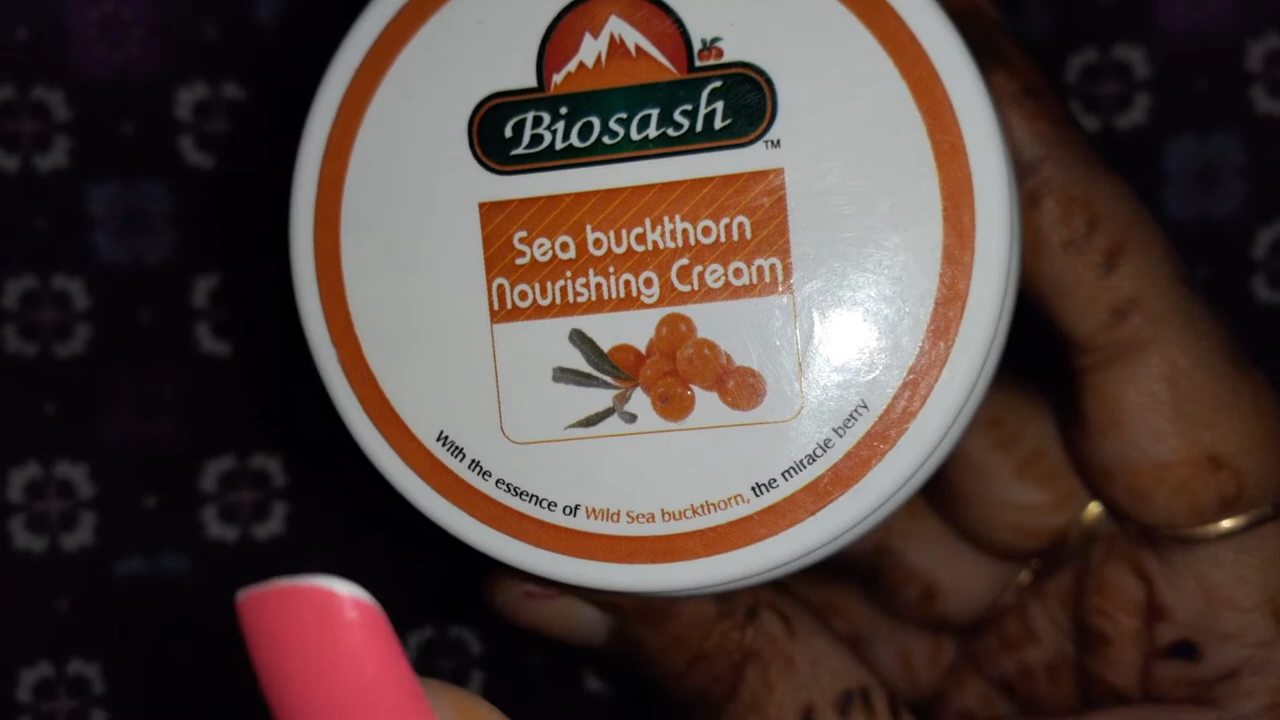 Biosash
TM
Sea buckthorn
Nourishing Cream
With the essence of Wild Sea buckthorn, the miracle berry